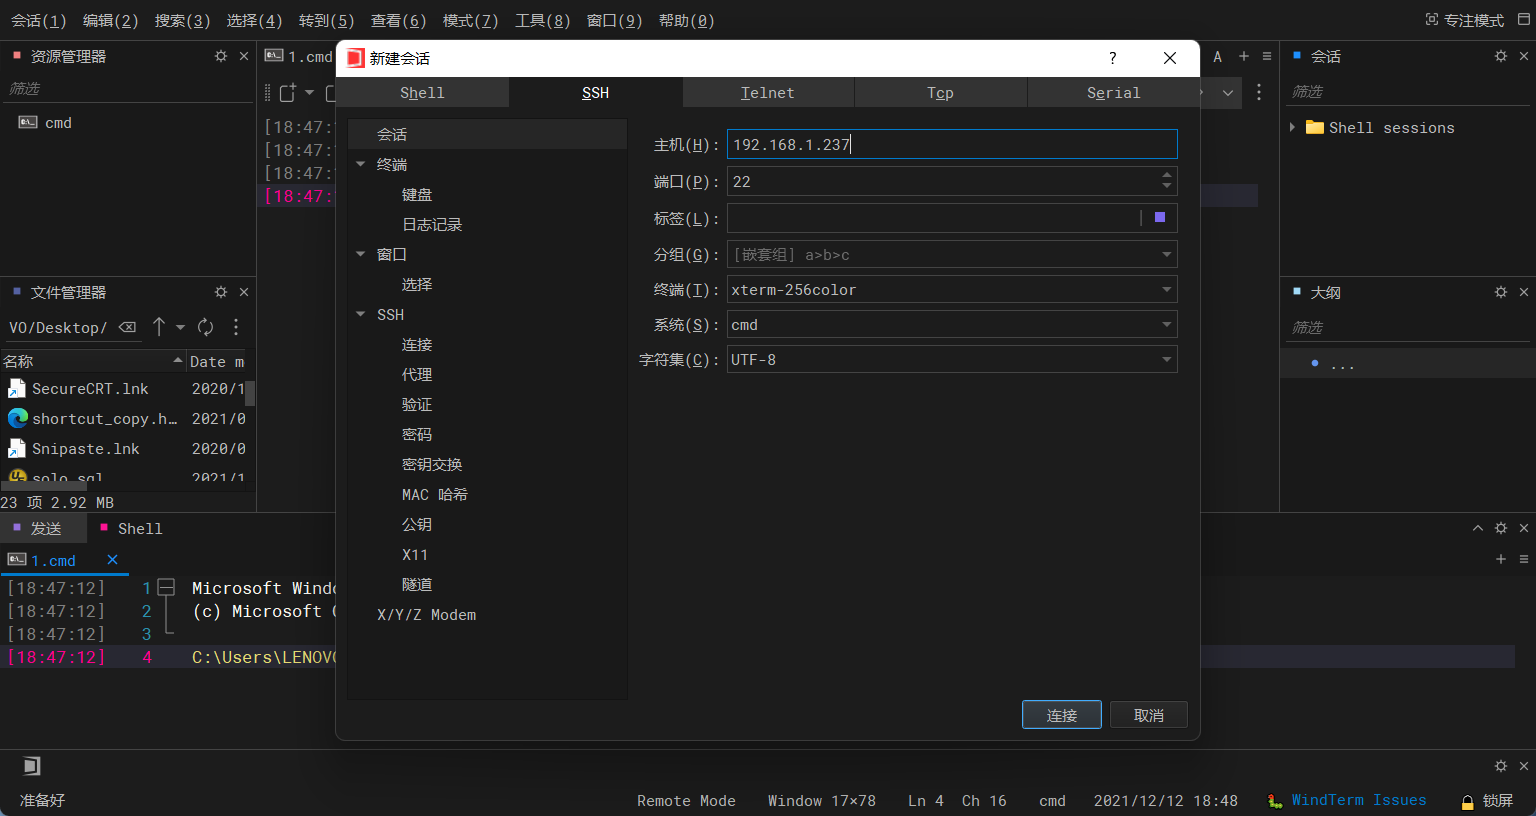 会话(1) 编辑(2) 搜索(3) 选择(4) 转到(5) 查看(6) 模式(7) 工具(8) 窗口(9) 帮助(0) 专注模式
资源管理器
筛选
cmd
文件管理器
VO/Desktop/
名称 Date m
SecureCRT.lnk 2020/1
shortcut_copy.h… 2021/0
Snipaste.lnk 2020/0
solo.sql 2021/1
23 项 2.92 MB
1.cmd
[18:47:
[18:47:
[18:47:
[18:47:
新建会话 ?
Shell SSH Telnet Tcp Serial
会话
终端
键盘
日志记录
窗口
选择
SSH
连接
代理
验证
密码
密钥交换
MAC 哈希
公钥
X11
隧道
X/Y/Z Modem
主机(H): 192.168.1.237
端口(P): 22
标签(L):
分组(G): [嵌套组] a>b>c
终端(T): xterm-256color
系统(S): cmd
字符集(C): UTF-8
连接 取消
A
会话
筛选
Shell sessions
大纲
筛选
...
发送 Shell
1.cmd
[18:47:12] 1 Microsoft Windo
[18:47:12] 2 (c) Microsoft C
[18:47:12] 3
[18:47:12] 4 C:\Users\LENOVO
准备好 Remote Mode Window 17×78 Ln 4 Ch 16 cmd 2021/12/12 18:48 WindTerm Issues 锁屏